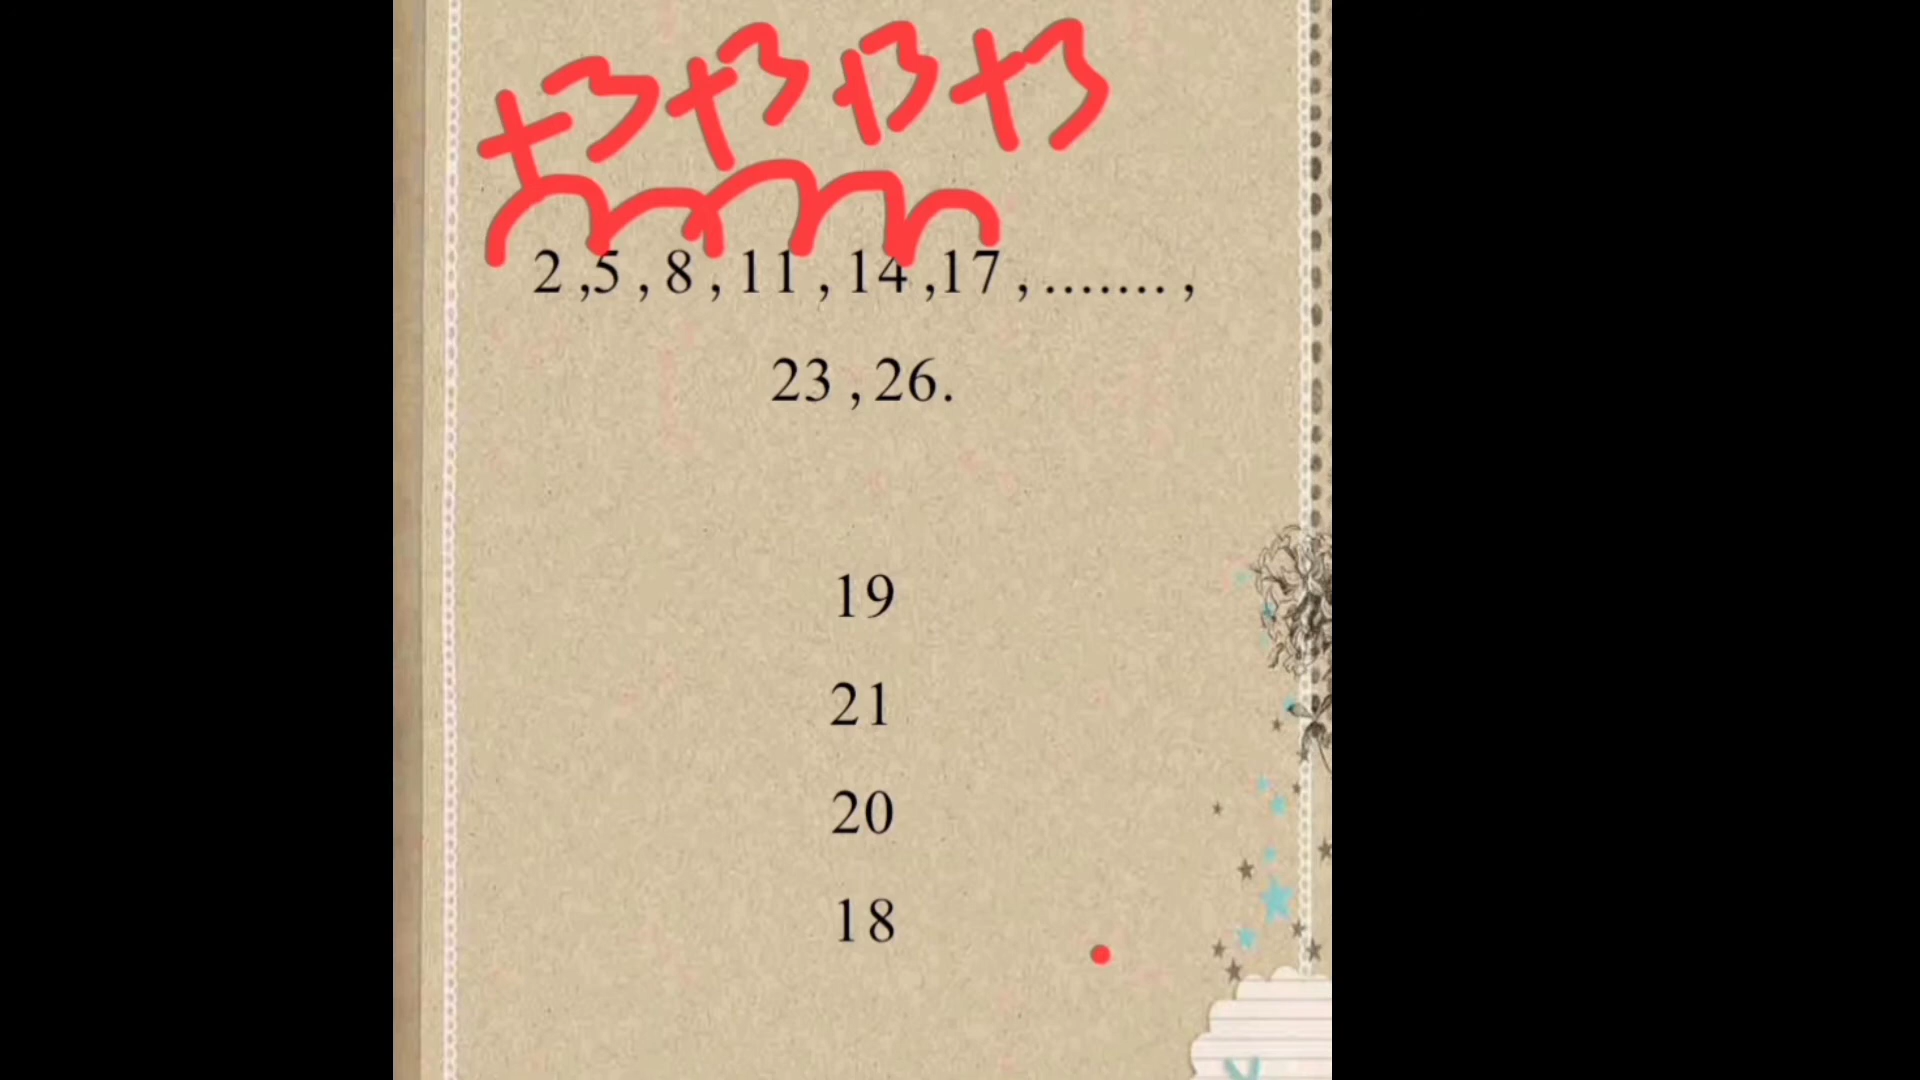 +3 +3 +3 +3
2 ,5 , 8 , 11 , 14 ,17 , ....... ,
23 , 26.
19
21
20
18